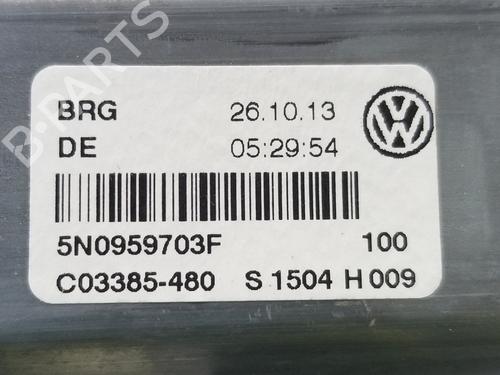 B-PARTS
BRG 26.10.13
DE 05:29:54
5N0959703F 100
C03385-480 S 1504 H 009